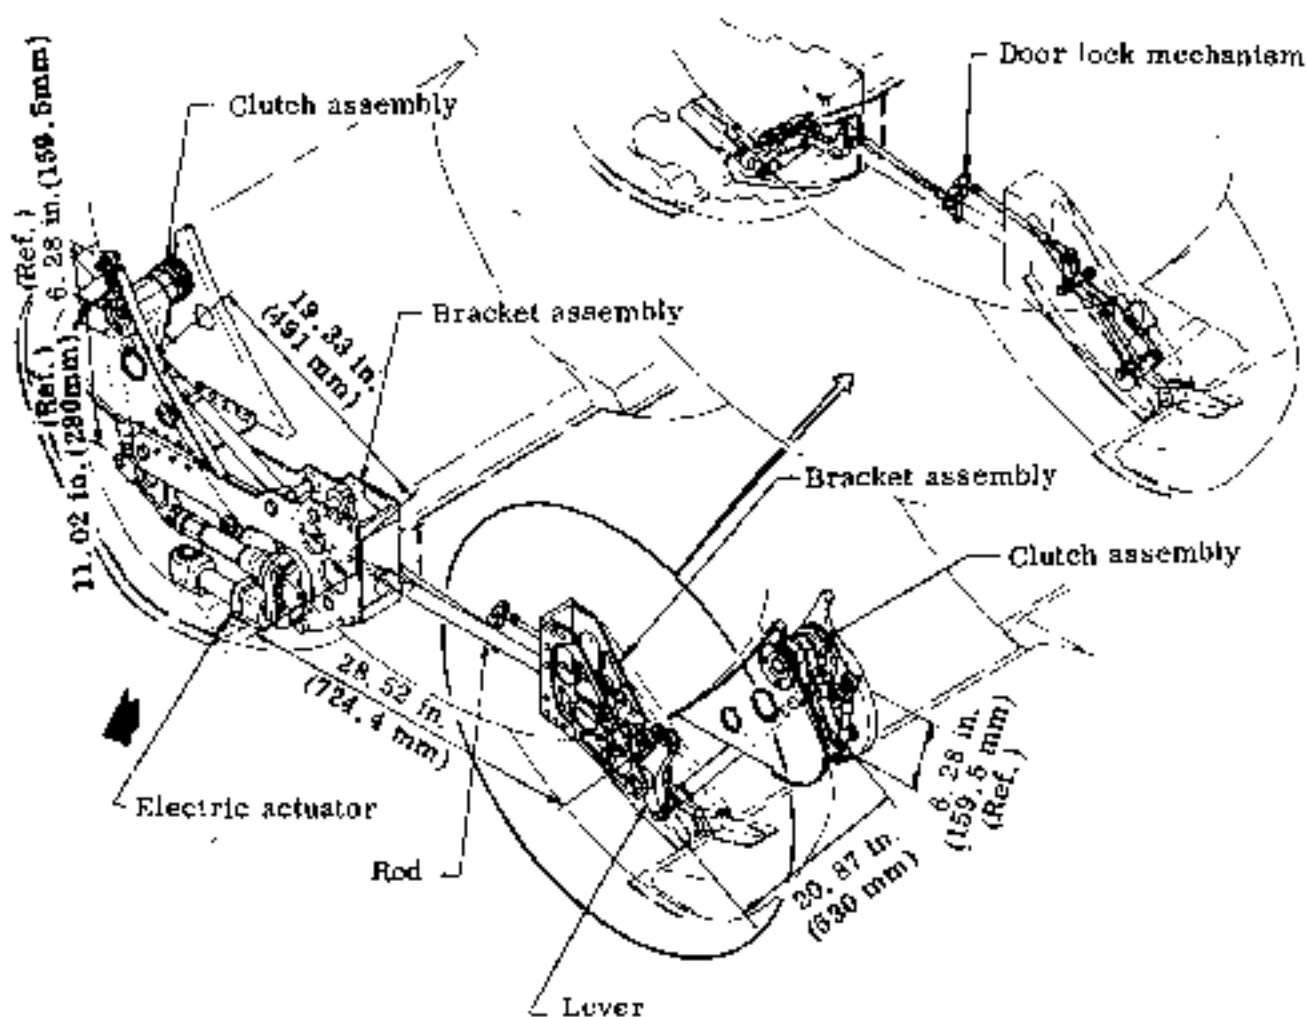 Door lock mechanism
Clutch assembly
6.28 in. (159.5mm)
(Ref.)
19.33 in.
(491 mm)
Bracket assembly
(Ref.)
11.02 in. (280mm)
Bracket assembly
Clutch assembly
28.52 in.
(724.4 mm)
6.28 in.
(159.5 mm)
(Ref.)
Electric actuator
20.87 in.
(530 mm)
Rod
Lever